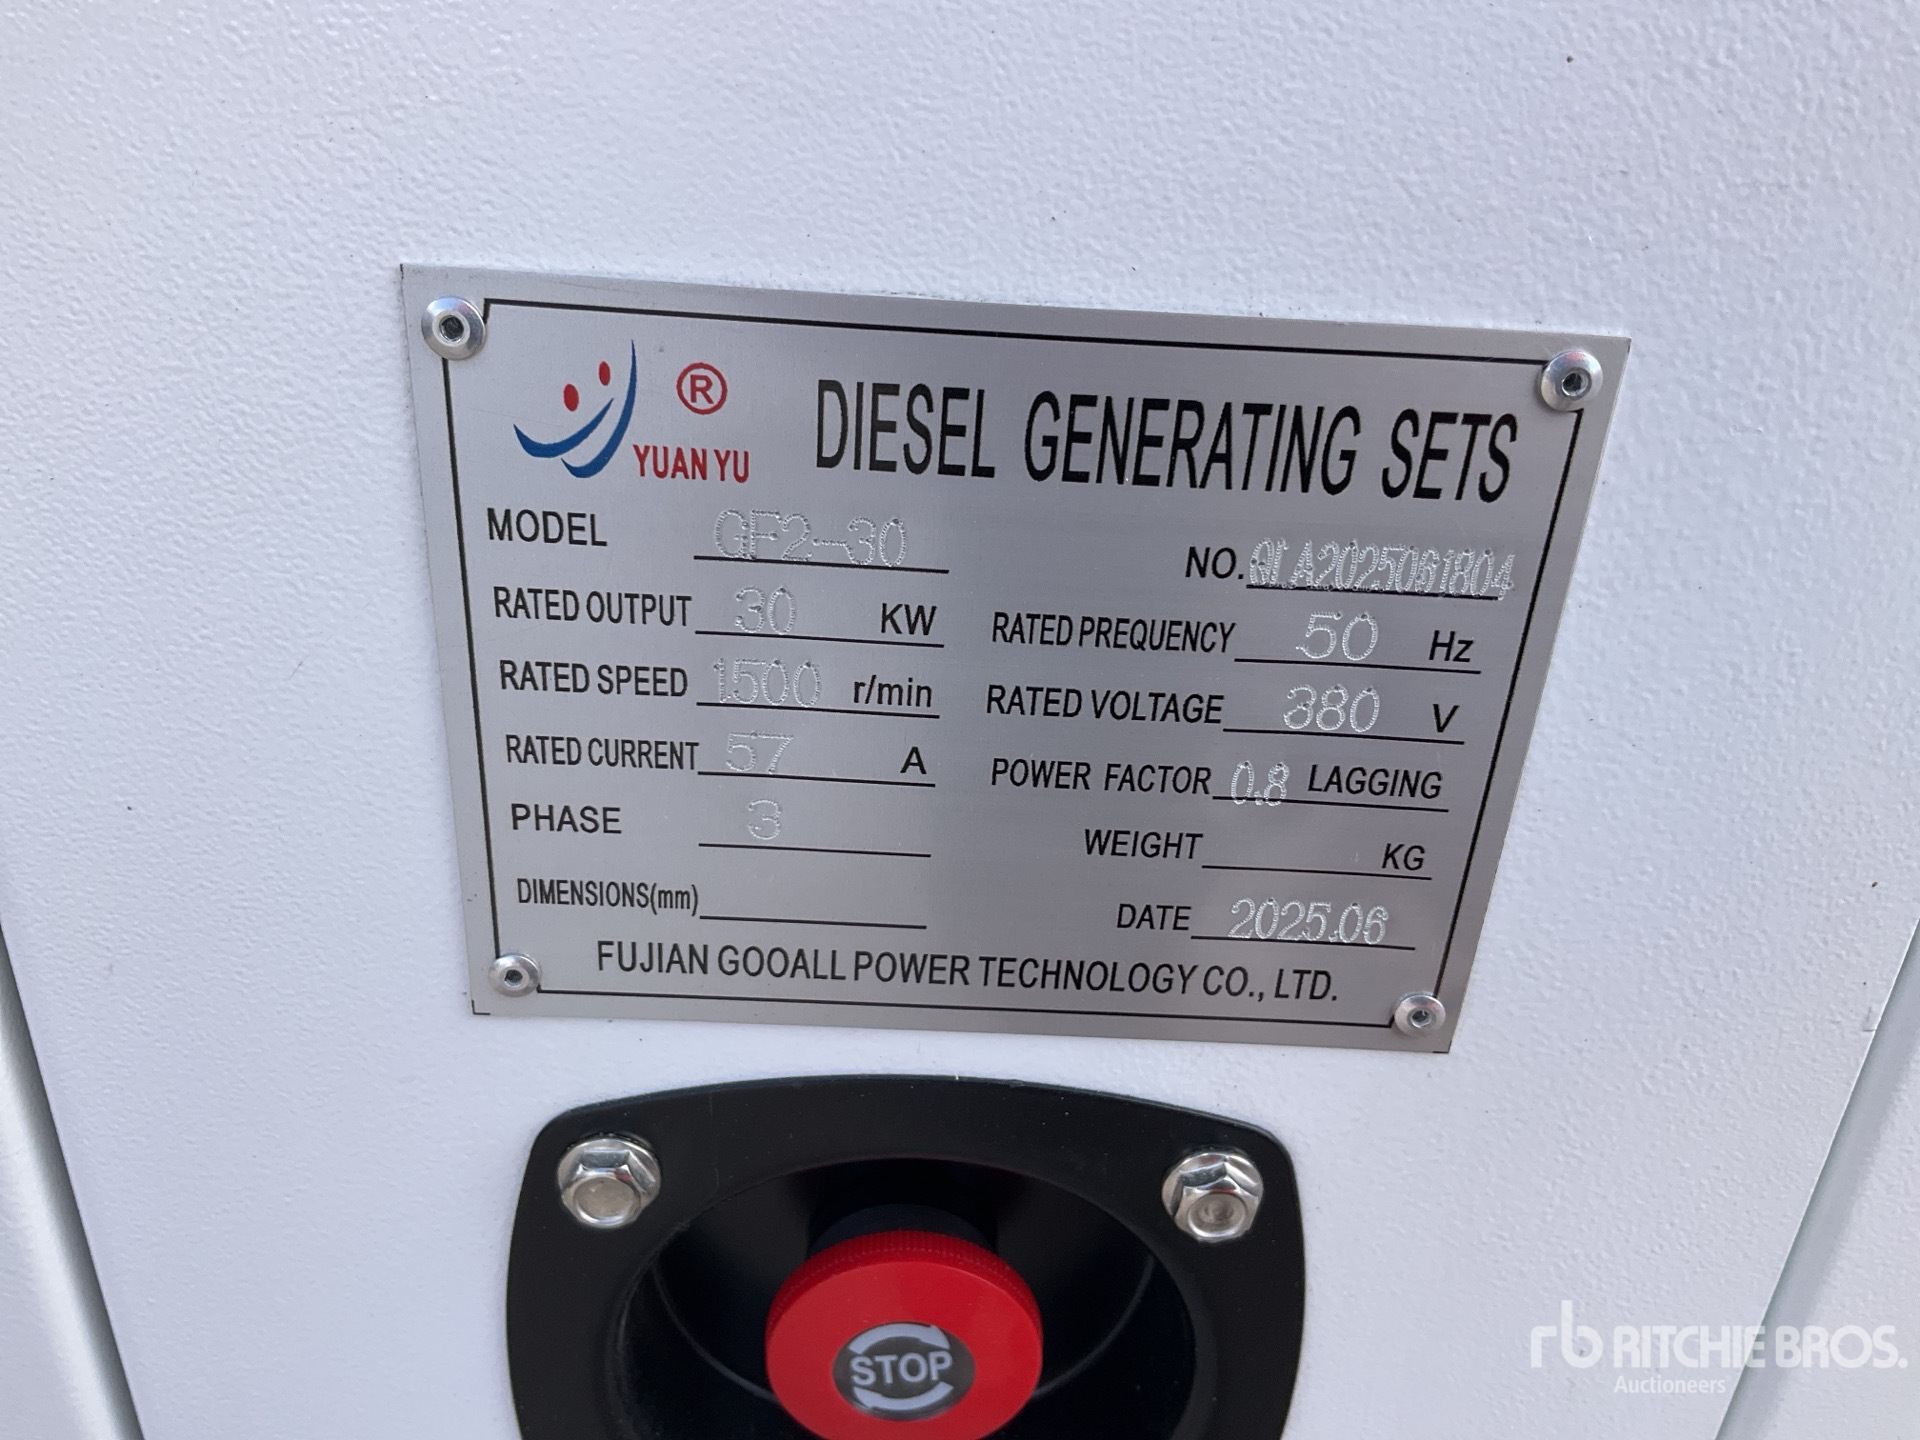 ® YUAN YU DIESEL GENERATING SETS
MODEL GF2-30 NO.
RATED OUTPUT 30 KW RATED PREQUENCY 50 Hz
RATED SPEED 1500 r/min RATED VOLTAGE 380 V
RATED CURRENT 57 A POWER FACTOR 0.8 LAGGING
PHASE 3 WEIGHT KG
DIMENSIONS(mm) DATE 2025.06
FUJIAN GOOALL POWER TECHNOLOGY CO., LTD.
STOP
rb RITCHIE BROS.
Auctioneers